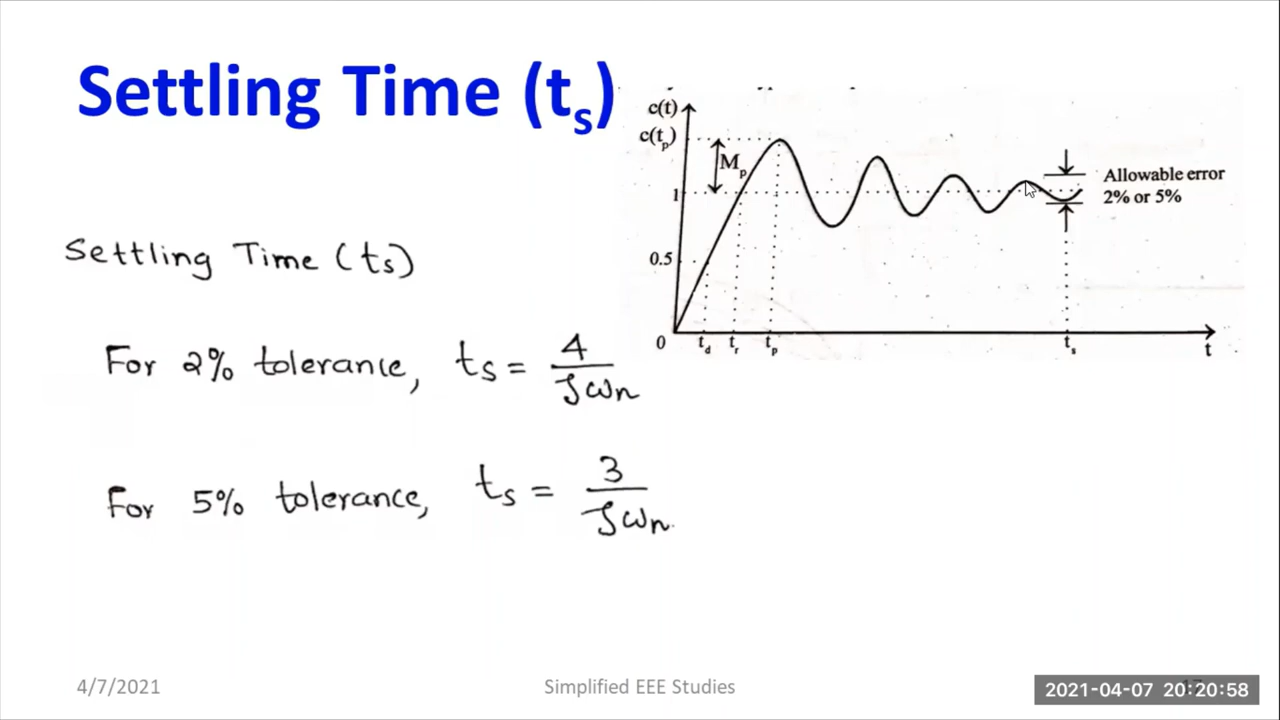 Settling Time (ts)
c(t)
c(tp)
Mp
1
0.5
0
td
tr
tp
ts
t
Allowable error
2% or 5%
Settling Time (ts)
For 2% tolerance, ts = 4/ζωn
For 5% tolerance, ts = 3/ζωn
4/7/2021
Simplified EEE Studies
2021-04-07 20:20:58